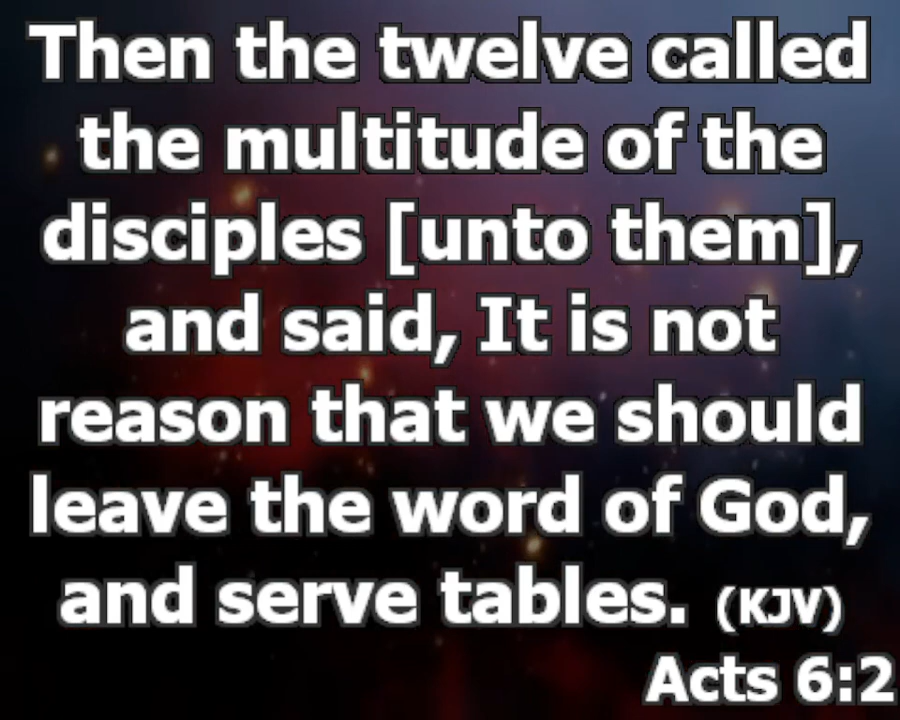 Then the twelve called
the multitude of the
disciples [unto them],
and said, It is not
reason that we should
leave the word of God,
and serve tables. (KJV)
Acts 6:2